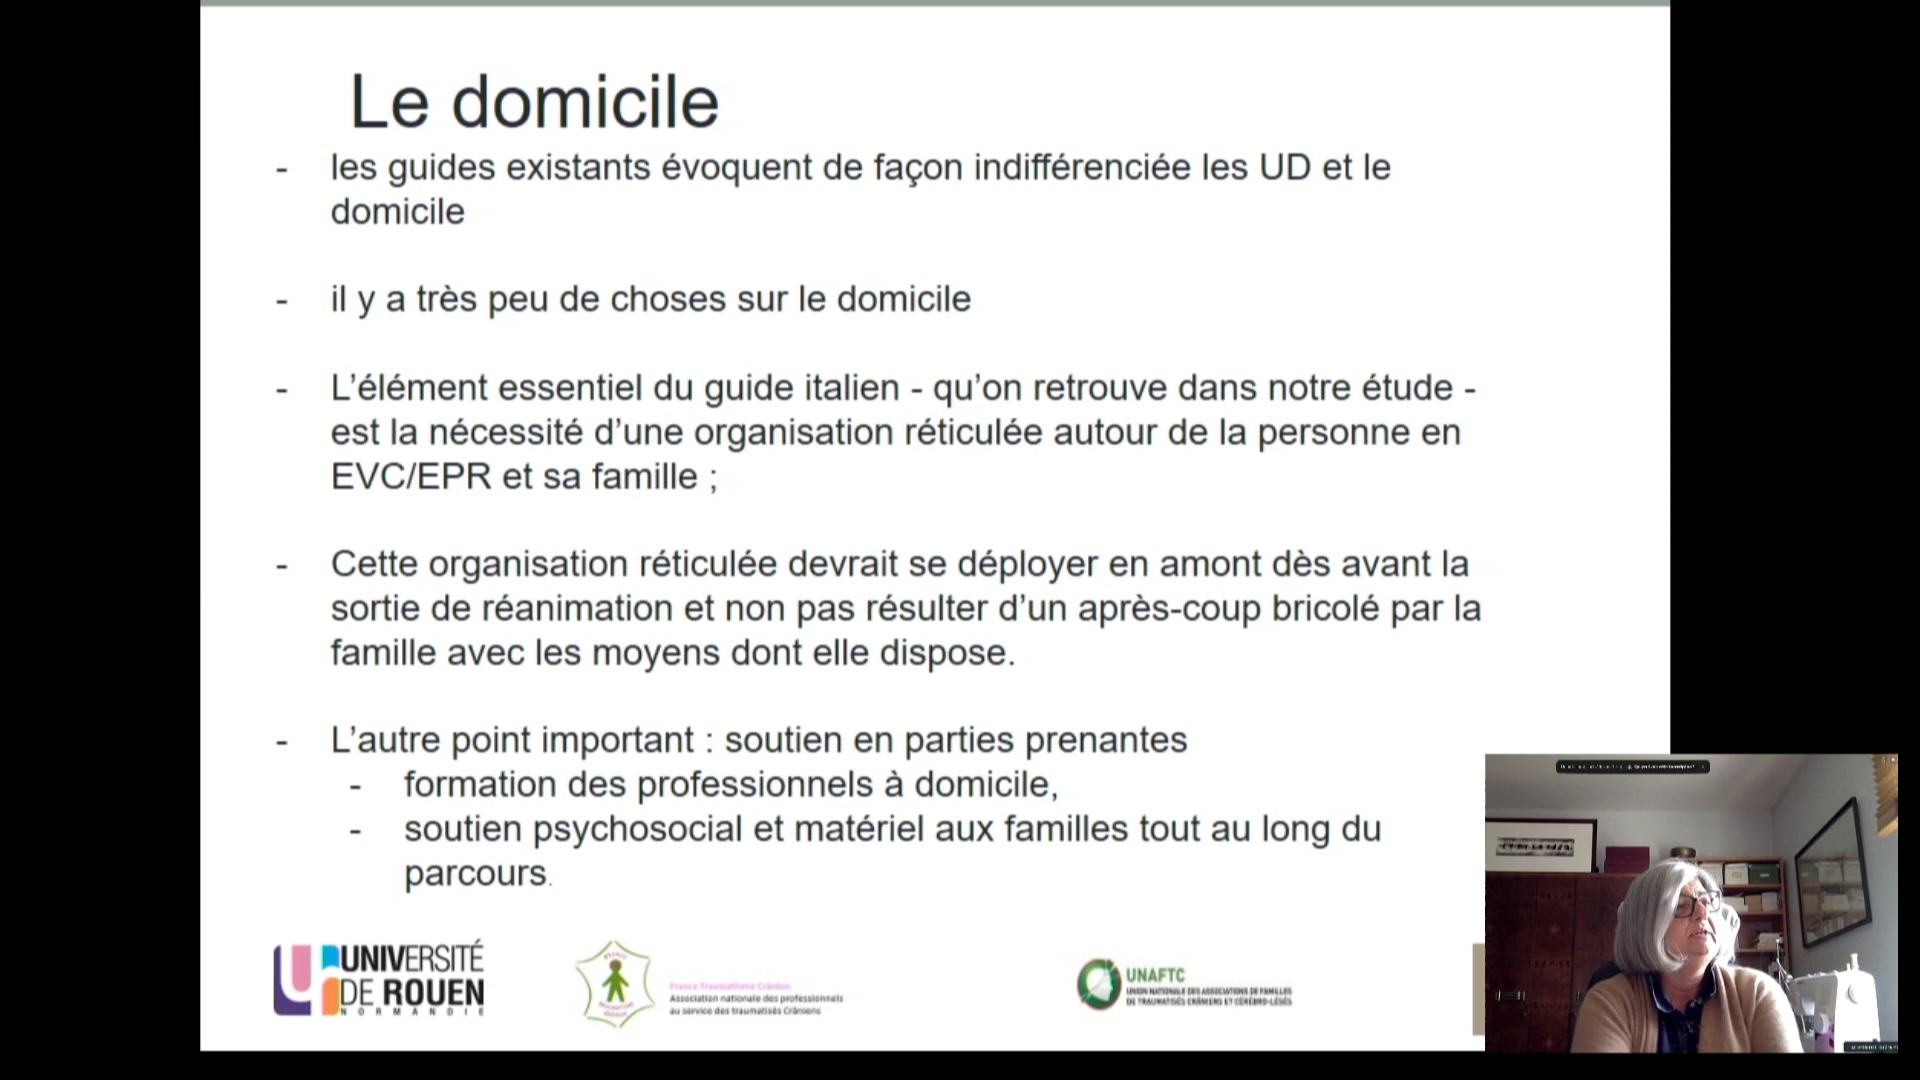 Le domicile
- les guides existants évoquent de façon indifférenciée les UD et le
domicile
- il y a très peu de choses sur le domicile
- L’élément essentiel du guide italien - qu’on retrouve dans notre étude -
est la nécessité d’une organisation réticulée autour de la personne en
EVC/EPR et sa famille ;
- Cette organisation réticulée devrait se déployer en amont dès avant la
sortie de réanimation et non pas résulter d’un après-coup bricolé par la
famille avec les moyens dont elle dispose.
- L’autre point important : soutien en parties prenantes
- formation des professionnels à domicile,
- soutien psychosocial et matériel aux familles tout au long du
parcours.
UNIVERSITÉ
DE ROUEN
NORMANDIE
France Traumatisme Crânien
Association nationale des professionnels
au service des traumatisés Crâniens
UNAFTC
UNION NATIONALE DES ASSOCIATIONS DE FAMILLES
DE TRAUMATISÉS CRÂNIENS ET CÉRÉBRO-LÉSÉS